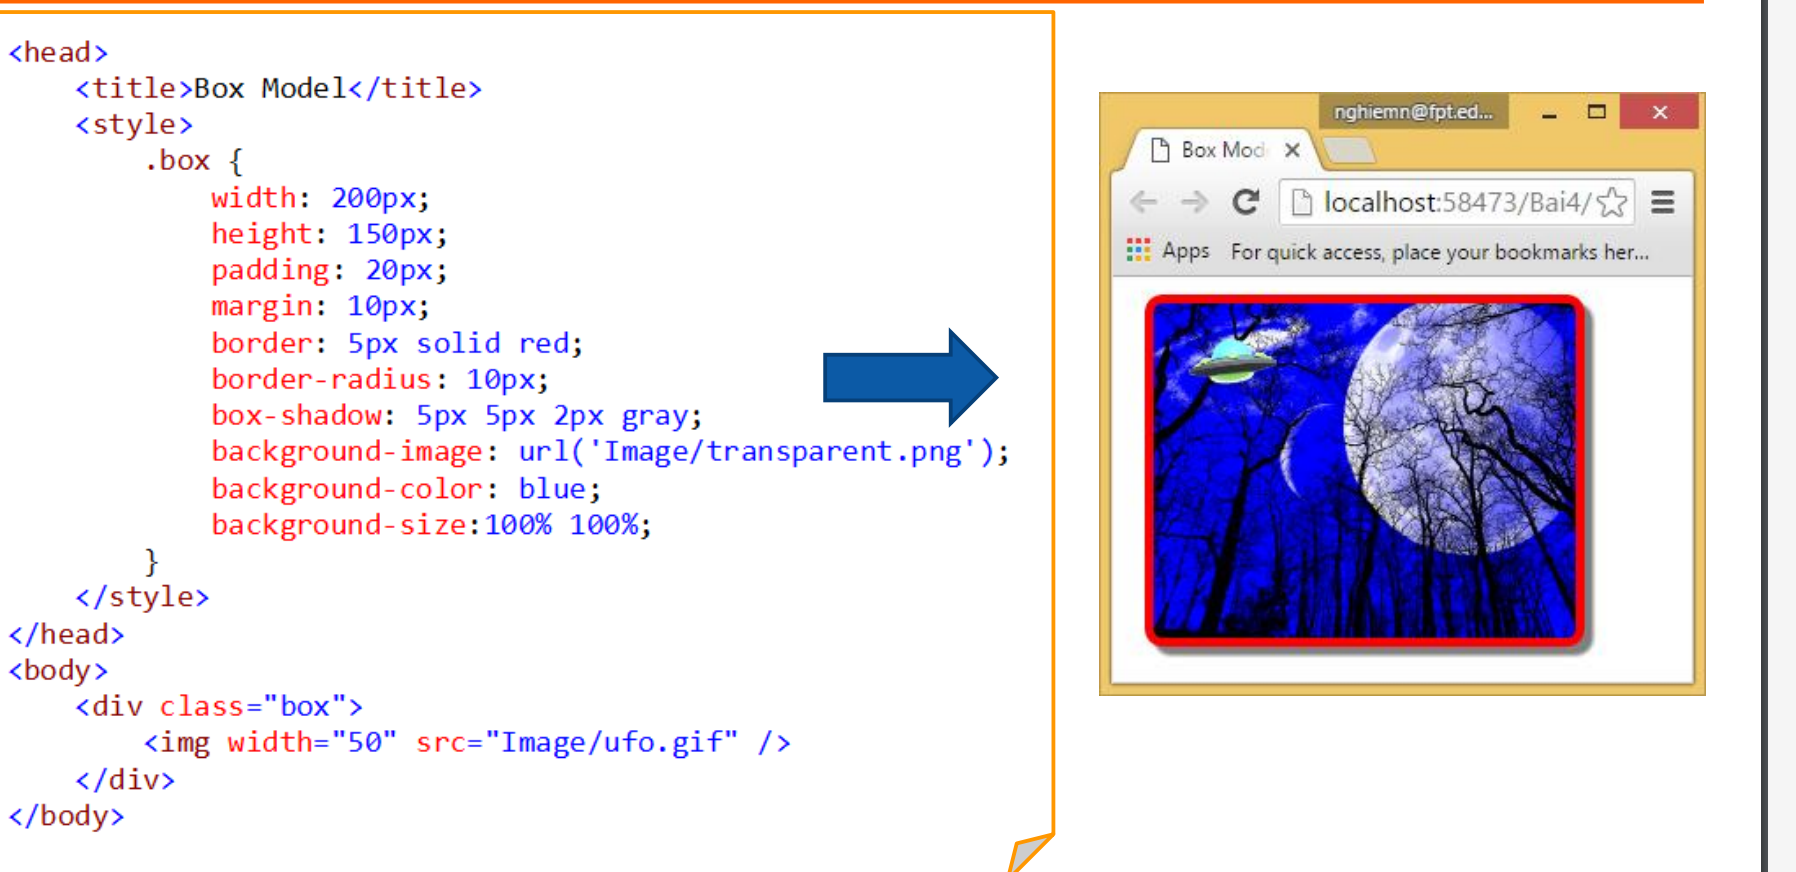 <head>
<title>Box Model</title>
<style>
.box {
width: 200px;
height: 150px;
padding: 20px;
margin: 10px;
border: 5px solid red;
border-radius: 10px;
box-shadow: 5px 5px 2px gray;
background-image: url('Image/transparent.png');
background-color: blue;
background-size:100% 100%;
}
</style>
</head>
<body>
<div class="box">
<img width="50" src="Image/ufo.gif" />
</div>
</body>
nghiemn@fpt.ed...
Box Mod
localhost:58473/Bai4/
Apps For quick access, place your bookmarks her...